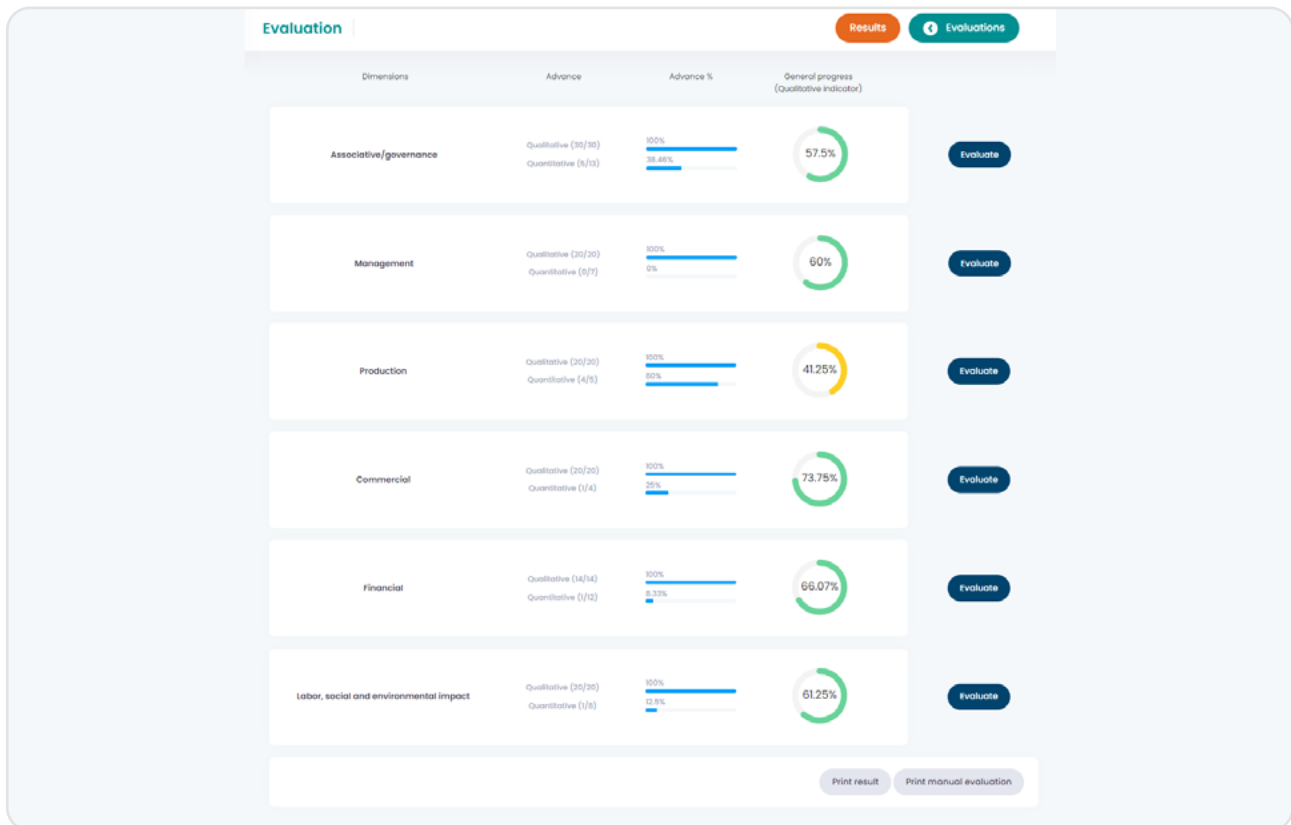 Evaluation
Results
Evaluations
Dimensions
Advance
Advance %
General progress
(Qualitative indicator)
Associative/governance
Qualitative (30/30)
Quantitative (5/13)
100%
38.46%
57.5%
Evaluate
Management
Qualitative (20/20)
Quantitative (0/7)
100%
0%
60%
Evaluate
Production
Qualitative (20/20)
Quantitative (4/5)
100%
80%
41.25%
Evaluate
Commercial
Qualitative (20/20)
Quantitative (1/4)
100%
25%
73.75%
Evaluate
Financial
Qualitative (14/14)
Quantitative (1/12)
100%
8.33%
66.07%
Evaluate
Labor, social and environmental impact
Qualitative (20/20)
Quantitative (1/8)
100%
12.5%
61.25%
Evaluate
Print result
Print manual evaluation